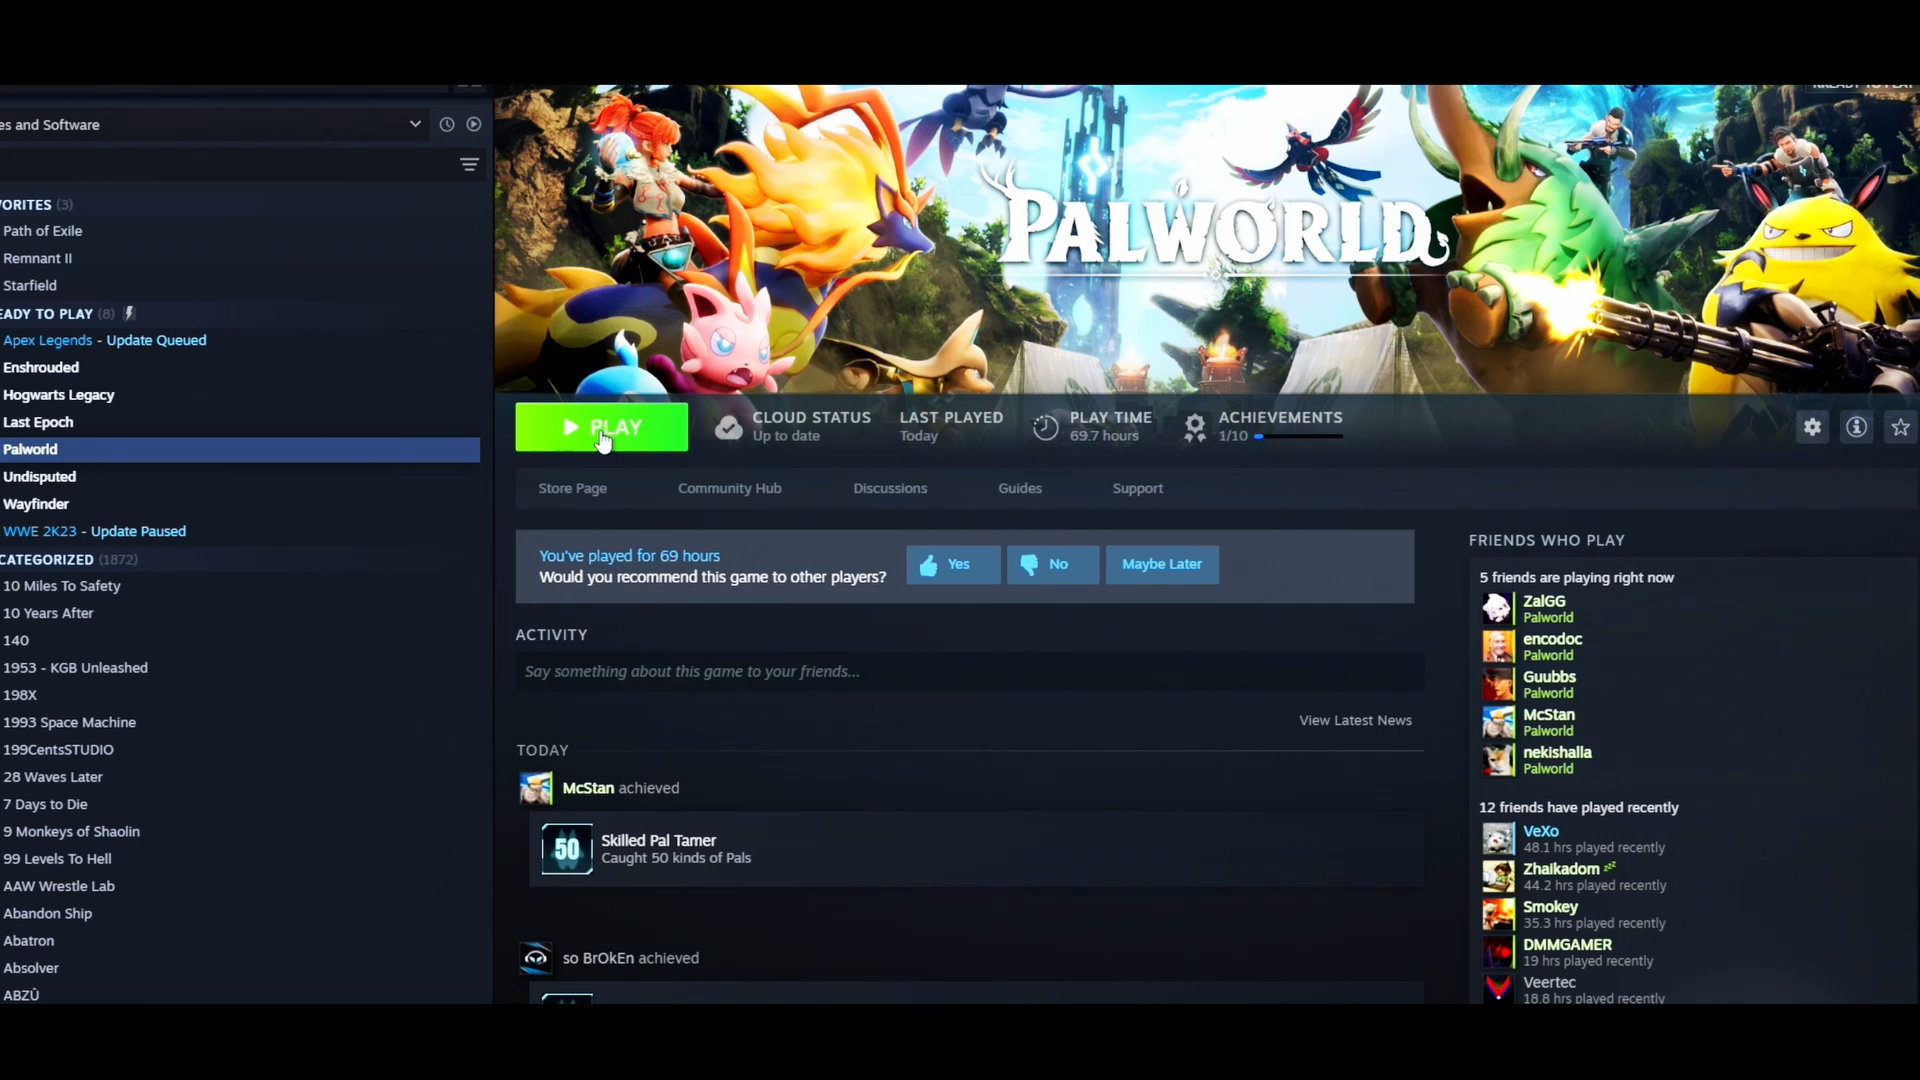 es and Software
ORITES (3)
Path of Exile
Remnant II
Starfield
EADY TO PLAY (8)
Apex Legends - Update Queued
Enshrouded
Hogwarts Legacy
Last Epoch
Palworld
Undisputed
Wayfinder
WWE 2K23 - Update Paused
CATEGORIZED (1872)
10 Miles To Safety
10 Years After
140
1953 - KGB Unleashed
198X
1993 Space Machine
199CentsSTUDIO
28 Waves Later
7 Days to Die
9 Monkeys of Shaolin
99 Levels To Hell
AAW Wrestle Lab
Abandon Ship
Abatron
Absolver
ABZÛ
PALWORLD
PLAY
CLOUD STATUS
Up to date
LAST PLAYED
Today
PLAY TIME
69.7 hours
ACHIEVEMENTS
1/10
Store Page
Community Hub
Discussions
Guides
Support
You've played for 69 hours
Would you recommend this game to other players?
Yes
No
Maybe Later
ACTIVITY
Say something about this game to your friends...
View Latest News
TODAY
McStan achieved
50
Skilled Pal Tamer
Caught 50 kinds of Pals
so BrOkEn achieved
FRIENDS WHO PLAY
5 friends are playing right now
ZalGG
Palworld
encodoc
Palworld
Guubbs
Palworld
McStan
Palworld
nekishalla
Palworld
12 friends have played recently
VeXo
48.1 hrs played recently
Zhaikadom zzz
44.2 hrs played recently
Smokey
35.3 hrs played recently
DMMGAMER
19 hrs played recently
Veertec
18.8 hrs played recently